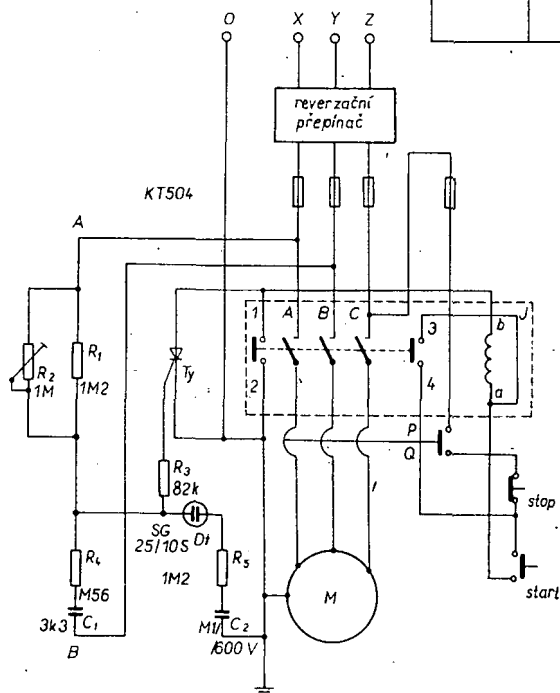 O X Y Z
reverzační
přepínač
KT504
A
1 A B C 3 b J
2 4 a
Ty
R2
1M
R1
1M2
P
Q
R3
82k
stop
SG
25/10S
Dt
R4
M56
1M2
R5
start
M
3k3 C1
M1/
/600 V
C2
B